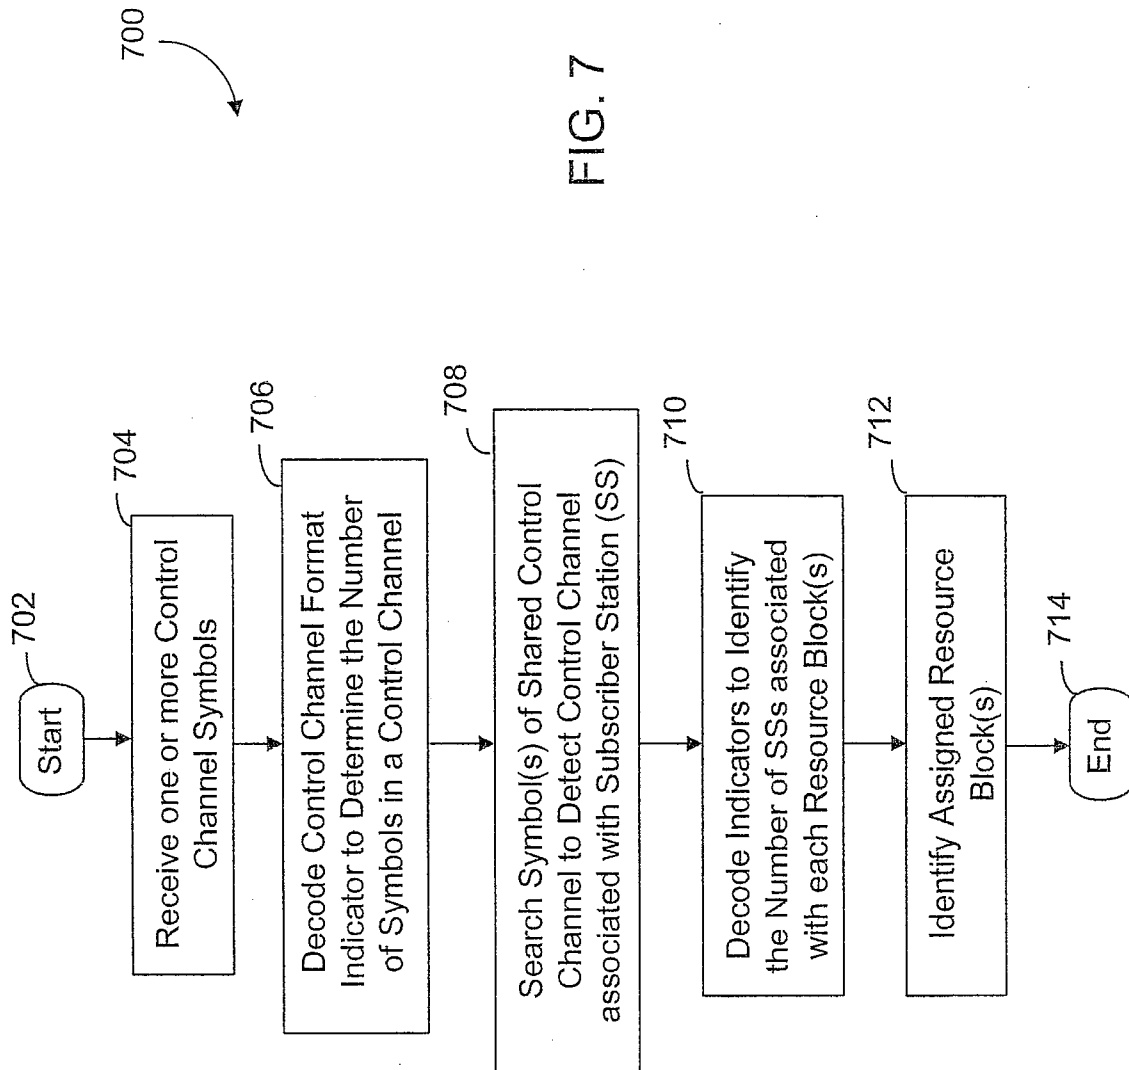 700
702
Start
704
Receive one or more Control
Channel Symbols
706
Decode Control Channel Format
Indicator to Determine the Number
of Symbols in a Control Channel
708
Search Symbol(s) of Shared Control
Channel to Detect Control Channel
associated with Subscriber Station (SS)
710
Decode Indicators to Identify
the Number of SSs associated
with each Resource Block(s)
712
Identify Assigned Resource
Block(s)
714
End
FIG. 7